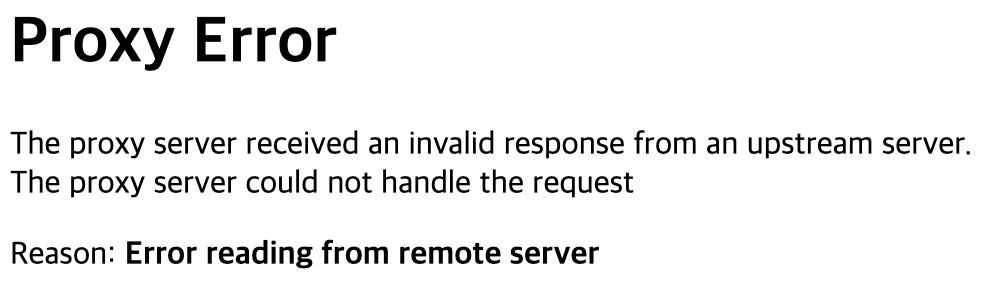 Proxy Error
The proxy server received an invalid response from an upstream server.
The proxy server could not handle the request
Reason: Error reading from remote server